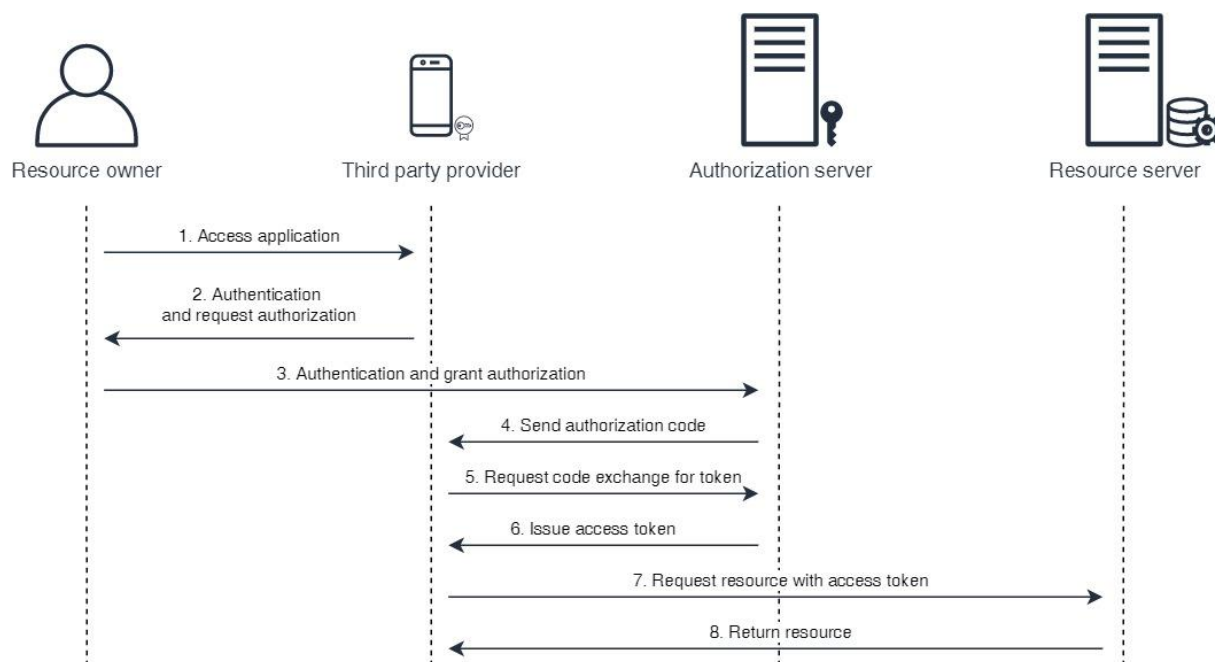 Resource owner
Third party provider
Authorization server
Resource server
1. Access application
2. Authentication
and request authorization
3. Authentication and grant authorization
4. Send authorization code
5. Request code exchange for token
6. Issue access token
7. Request resource with access token
8. Return resource